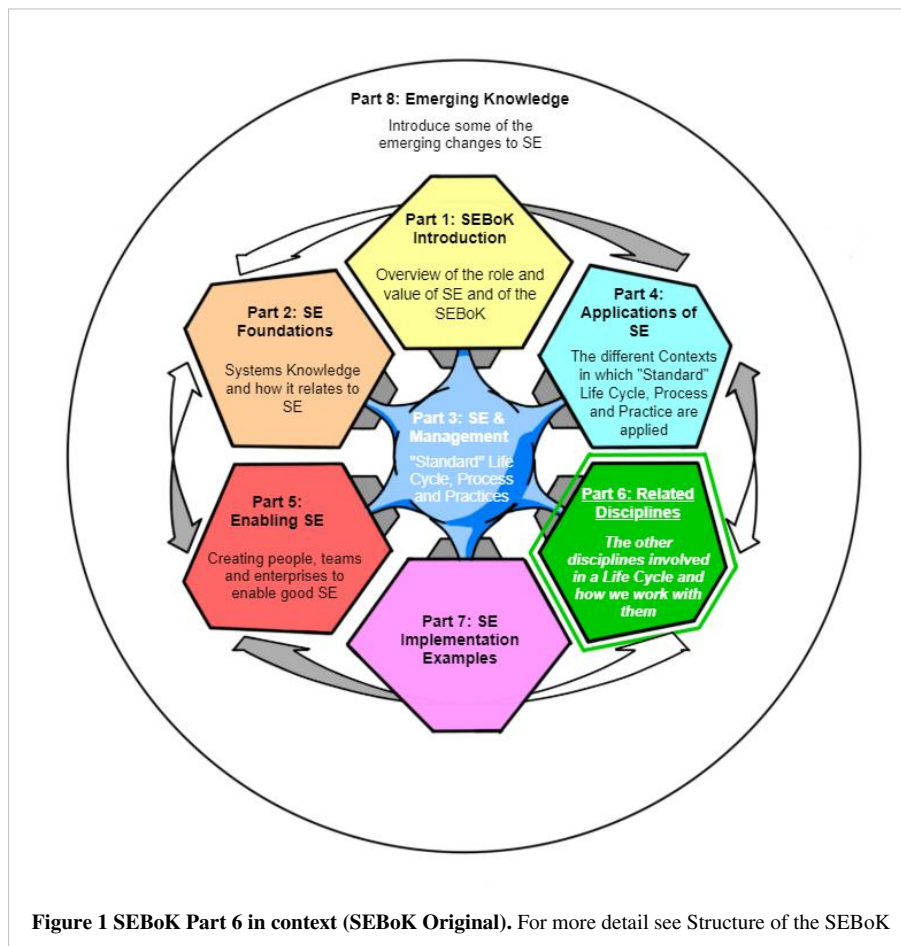 Part 8: Emerging Knowledge
Introduce some of the
emerging changes to SE
Part 1: SEBoK
Introduction
Overview of the role and
value of SE and of the
SEBoK
Part 2: SE
Foundations
Systems Knowledge
and how it relates to
SE
Part 4:
Applications of
SE
The different Contexts
in which "Standard"
Life Cycle, Process
and Practice are
applied
Part 3: SE &
Management
"Standard" Life
Cycle, Process
and Practices
Part 5:
Enabling SE
Creating people, teams
and enterprises to
enable good SE
Part 6: Related
Disciplines
The other
disciplines involved
in a Life Cycle and
how we work with
them
Part 7: SE
Implementation
Examples
Figure 1 SEBoK Part 6 in context (SEBoK Original). For more detail see Structure of the SEBoK